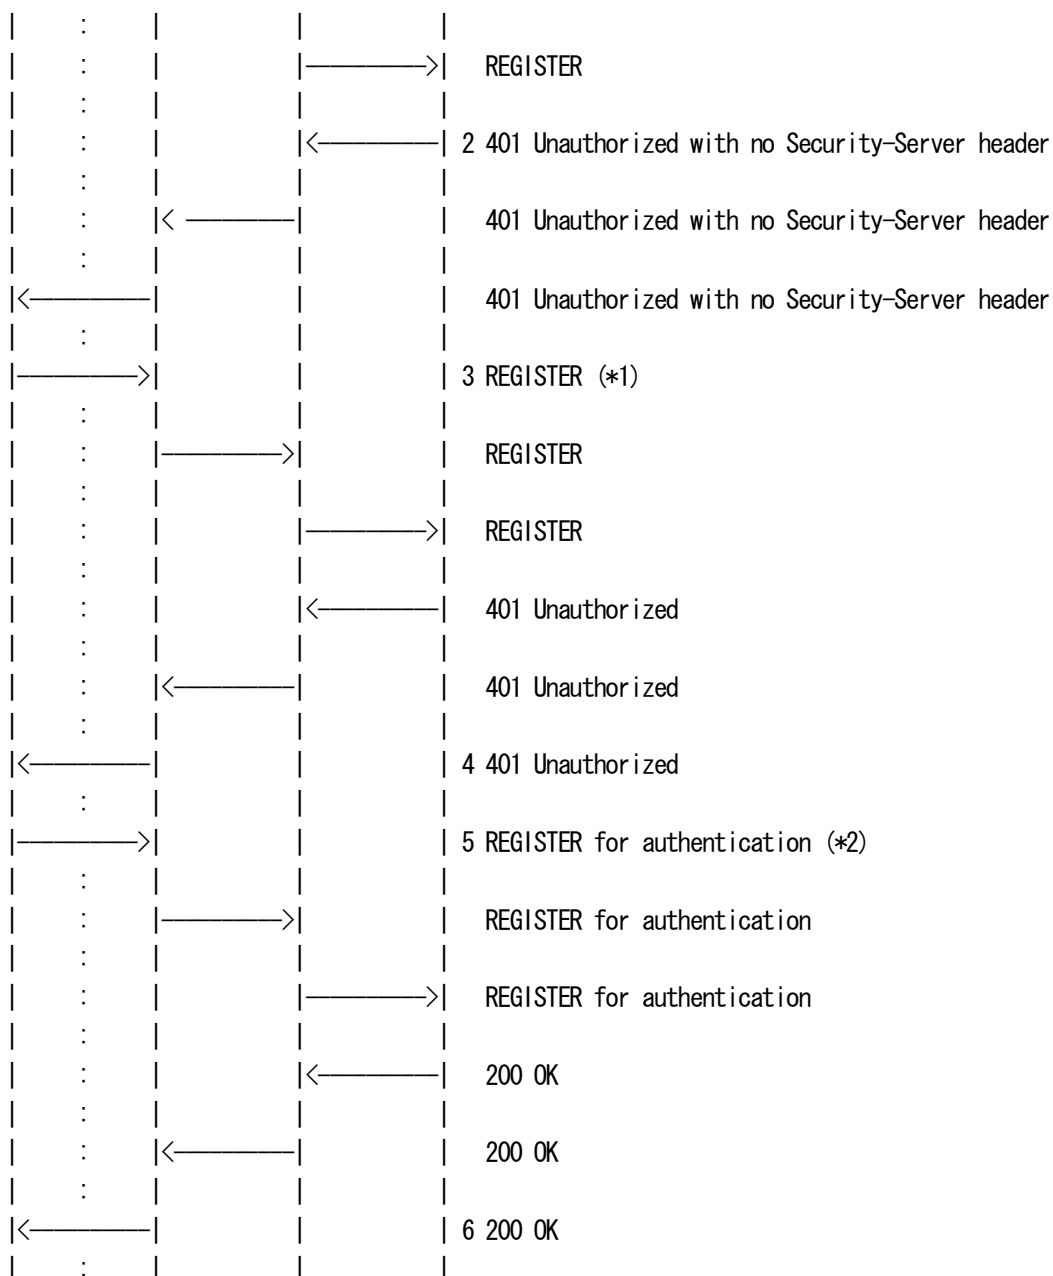 REGISTER
2 401 Unauthorized with no Security-Server header
401 Unauthorized with no Security-Server header
401 Unauthorized with no Security-Server header
3 REGISTER (*1)
REGISTER
REGISTER
401 Unauthorized
401 Unauthorized
4 401 Unauthorized
5 REGISTER for authentication (*2)
REGISTER for authentication
REGISTER for authentication
200 OK
200 OK
6 200 OK